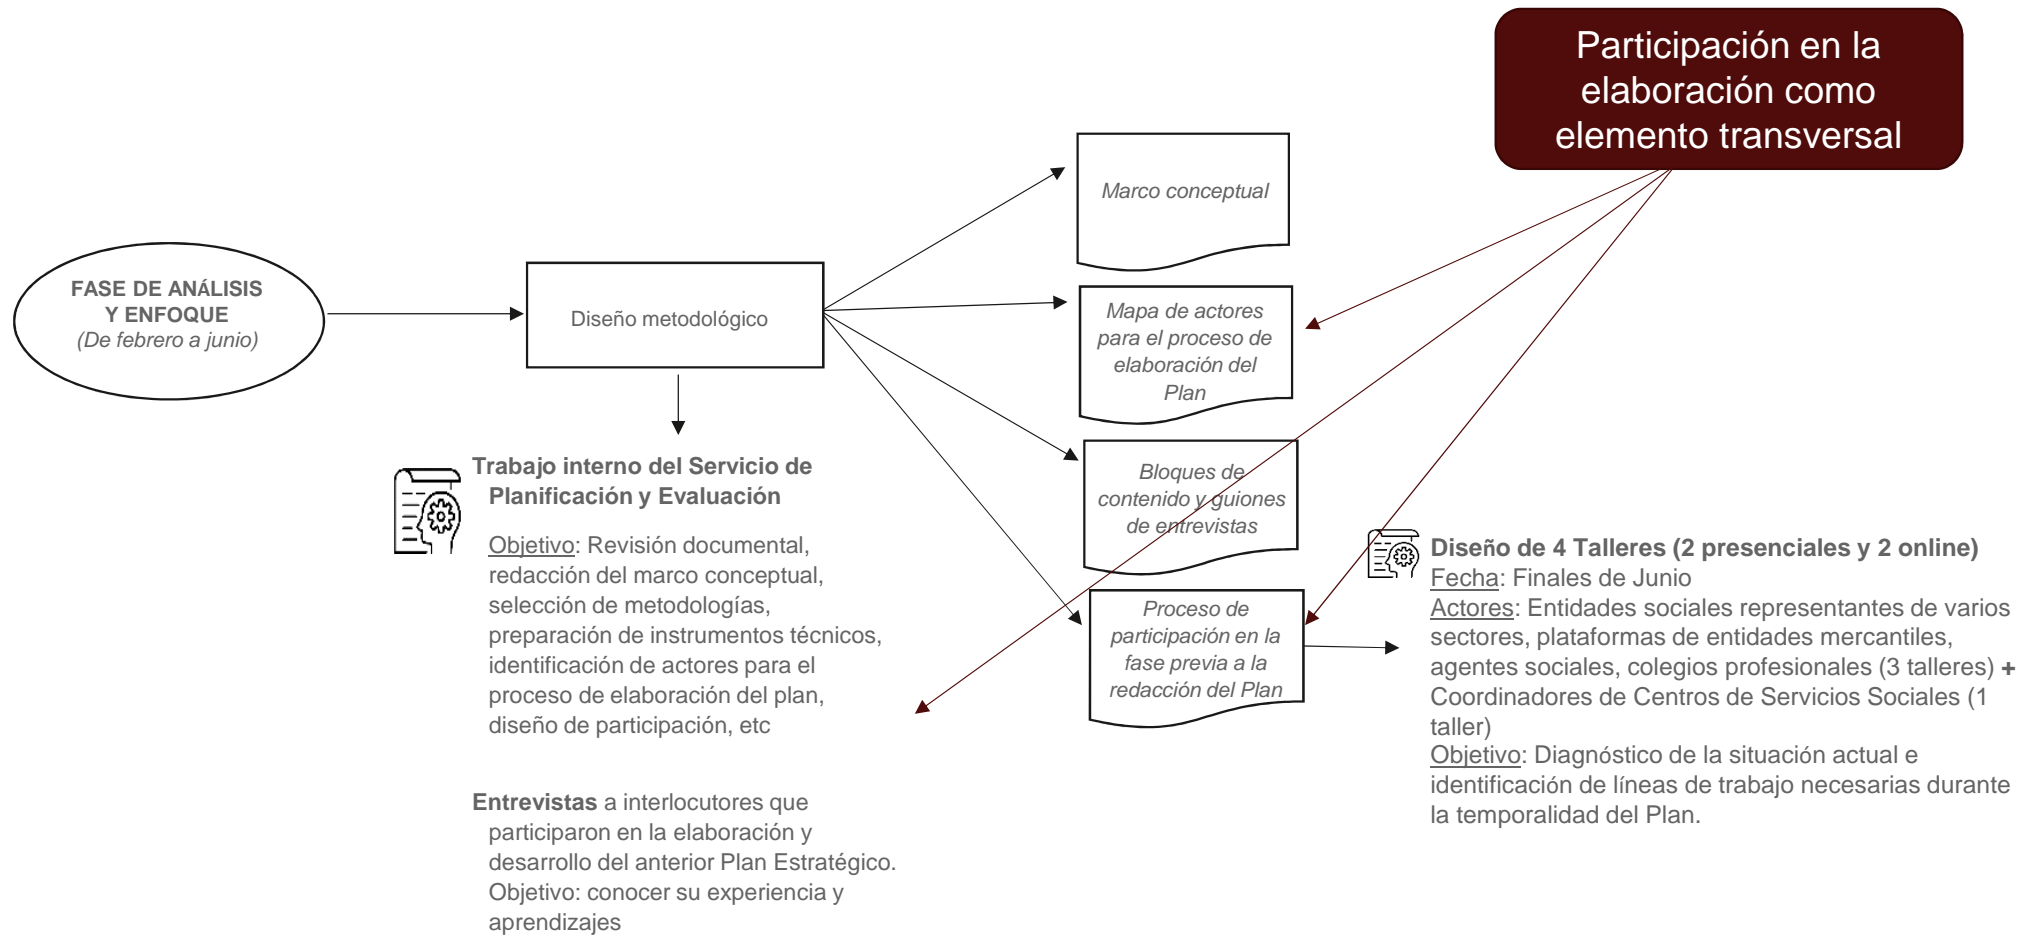 Participación en la
elaboración como
elemento transversal
FASE DE ANÁLISIS
Y ENFOQUE
(De febrero a junio)
Diseño metodológico
Marco conceptual
Mapa de actores
para el proceso de
elaboración del
Plan
Bloques de
contenido y guiones
de entrevistas
Proceso de
participación en la
fase previa a la
redacción del Plan
Trabajo interno del Servicio de
Planificación y Evaluación
Objetivo: Revisión documental,
redacción del marco conceptual,
selección de metodologías,
preparación de instrumentos técnicos,
identificación de actores para el
proceso de elaboración del plan,
diseño de participación, etc
Entrevistas a interlocutores que
participaron en la elaboración y
desarrollo del anterior Plan Estratégico.
Objetivo: conocer su experiencia y
aprendizajes
Diseño de 4 Talleres (2 presenciales y 2 online)
Fecha: Finales de Junio
Actores: Entidades sociales representantes de varios
sectores, plataformas de entidades mercantiles,
agentes sociales, colegios profesionales (3 talleres) +
Coordinadores de Centros de Servicios Sociales (1
taller)
Objetivo: Diagnóstico de la situación actual e
identificación de líneas de trabajo necesarias durante
la temporalidad del Plan.